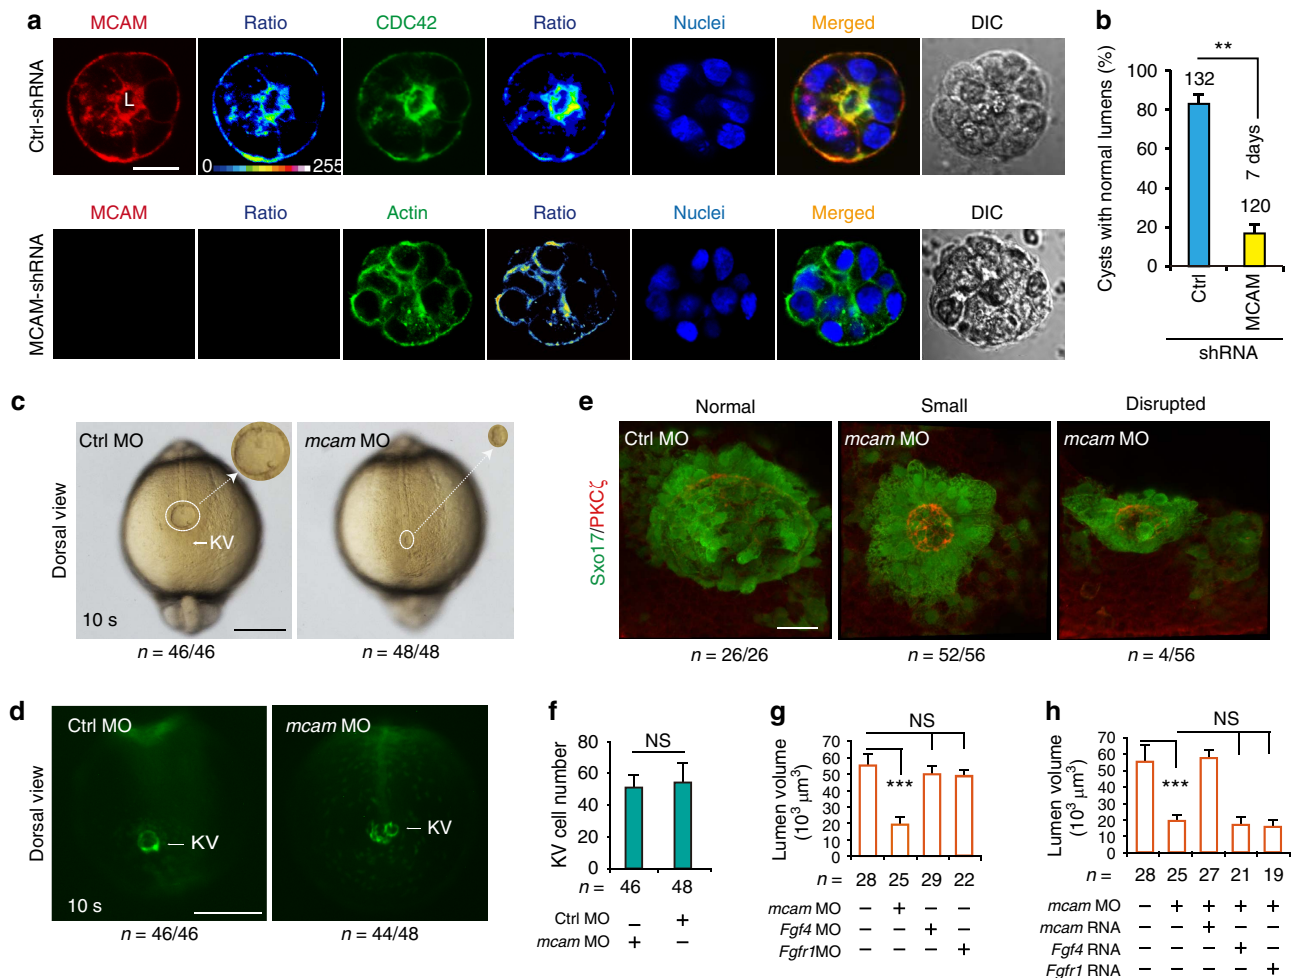 a
MCAM Ratio CDC42 Ratio Nuclei Merged DIC
Ctrl-shRNA
L
0 255
MCAM Ratio Actin Ratio Nuclei Merged DIC
MCAM-shRNA
b
Cysts with normal lumens (%)
100
80
60
40
20
0
**
132
120
7 days
Ctrl
MCAM
shRNA
c
Dorsal view
Ctrl MO
KV
10 s
n = 46/46
mcam MO
n = 48/48
d
Dorsal view
Ctrl MO
KV
10 s
n = 46/46
mcam MO
KV
n = 44/48
e
Normal Small Disrupted
Sxo17/PKCζ
Ctrl MO
mcam MO
mcam MO
n = 26/26
n = 52/56
n = 4/56
f
KV cell number
80
60
40
20
0
NS
n = 46 48
Ctrl MO − +
mcam MO + −
g
Lumen volume
(10³ µm³)
70
60
50
40
30
20
10
0
NS
***
n = 28 25 29 22
mcam MO − + − −
Fgf4 MO − − + −
Fgfr1MO − − − +
h
Lumen volume
(10³ µm³)
70
60
50
40
30
20
10
0
NS
***
n = 28 25 27 21 19
mcam MO − + + + +
mcam RNA − − + − −
Fgf4 RNA − − − + −
Fgfr1 RNA − − − − +